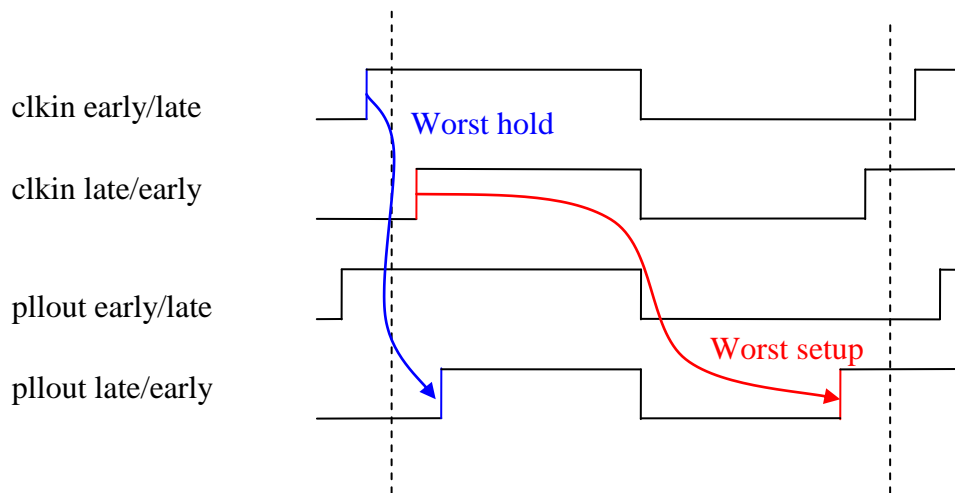 clkin early/late
Worst hold
clkin late/early
pllout early/late
Worst setup
pllout late/early